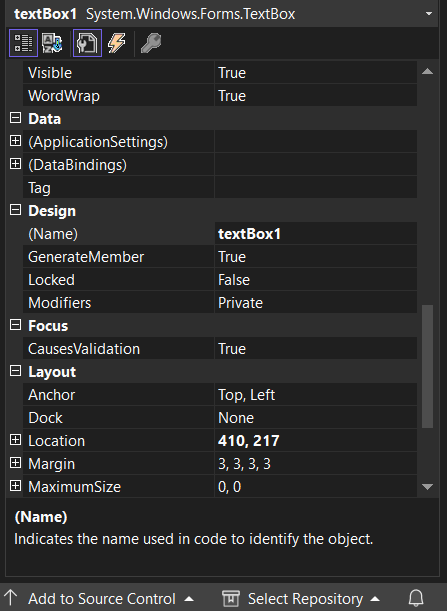 textBox1 System.Windows.Forms.TextBox
Visible True
WordWrap True
Data
(ApplicationSettings)
(DataBindings)
Tag
Design
(Name) textBox1
GenerateMember True
Locked False
Modifiers Private
Focus
CausesValidation True
Layout
Anchor Top, Left
Dock None
Location 410, 217
Margin 3, 3, 3, 3
MaximumSize 0, 0
(Name)
Indicates the name used in code to identify the object.
Add to Source Control Select Repository